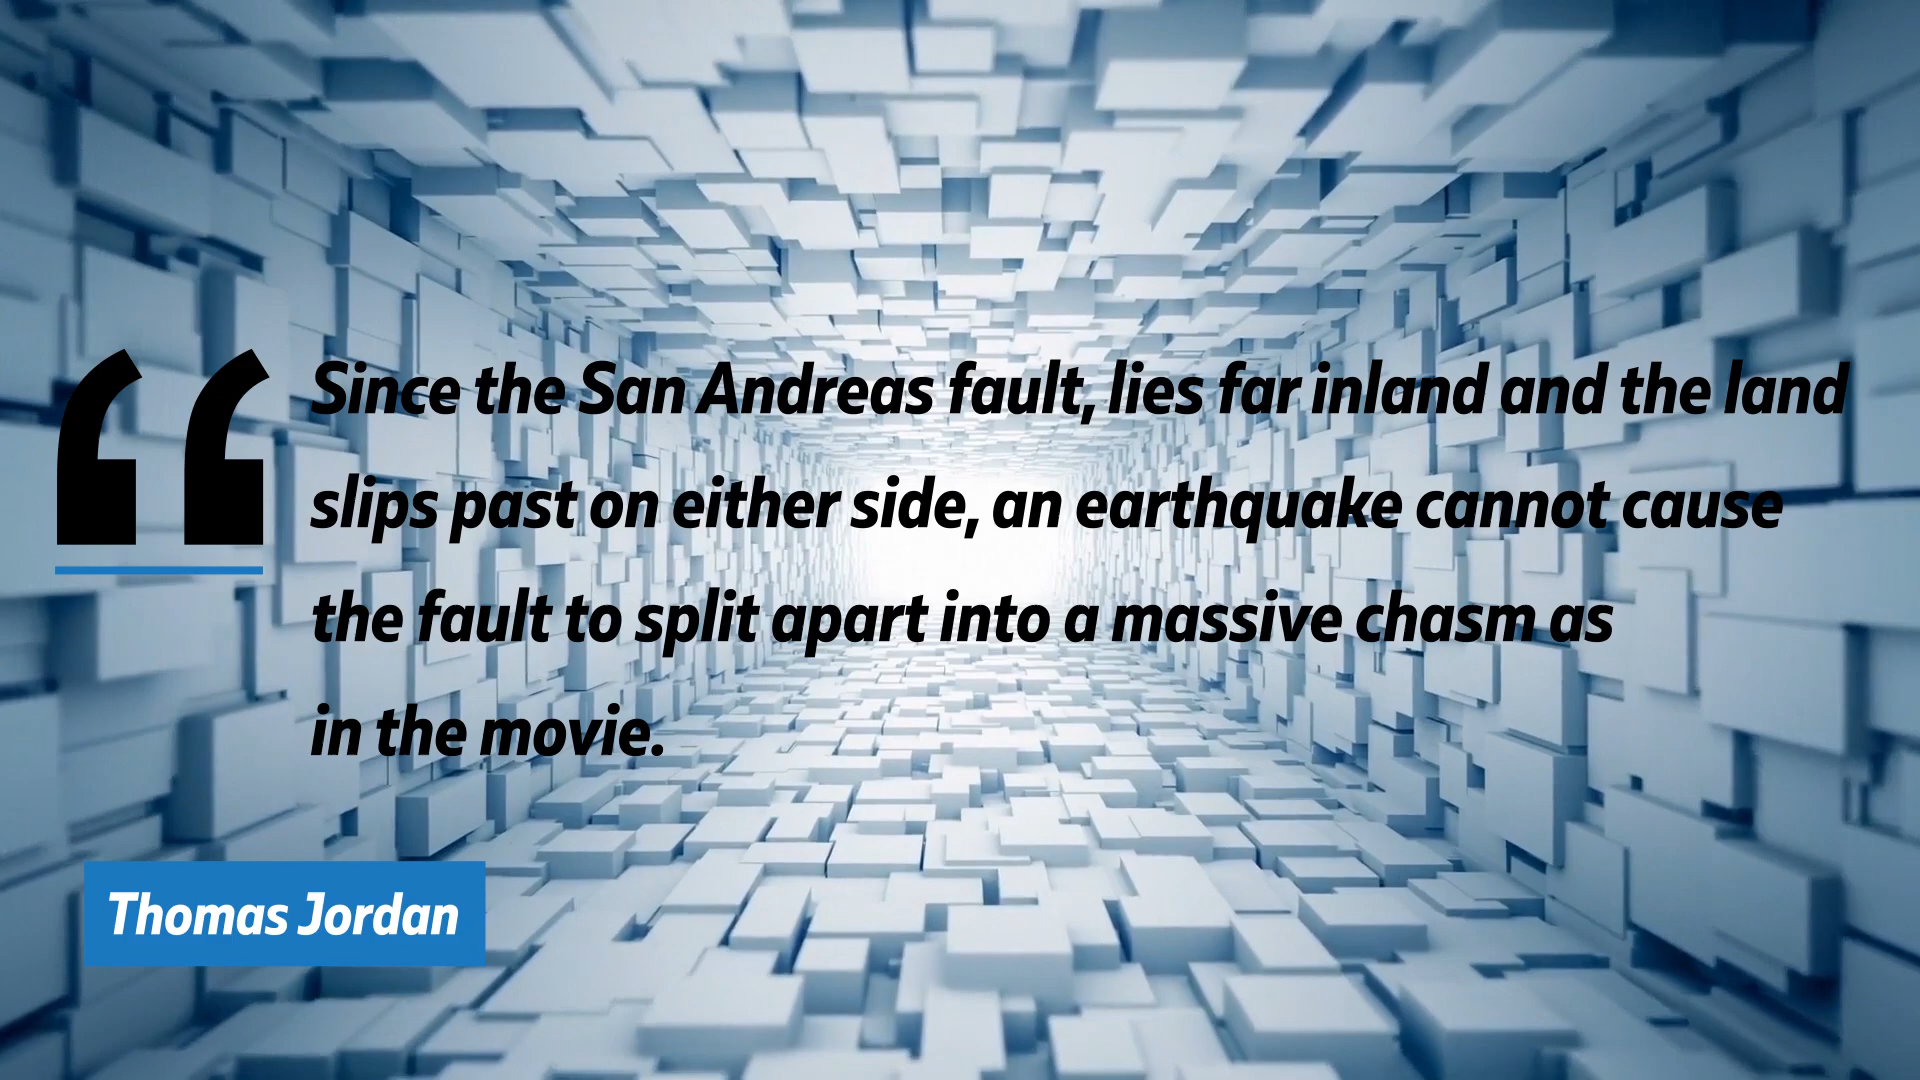 “
Since the San Andreas fault, lies far inland and the land
slips past on either side, an earthquake cannot cause
the fault to split apart into a massive chasm as
in the movie.
Thomas Jordan